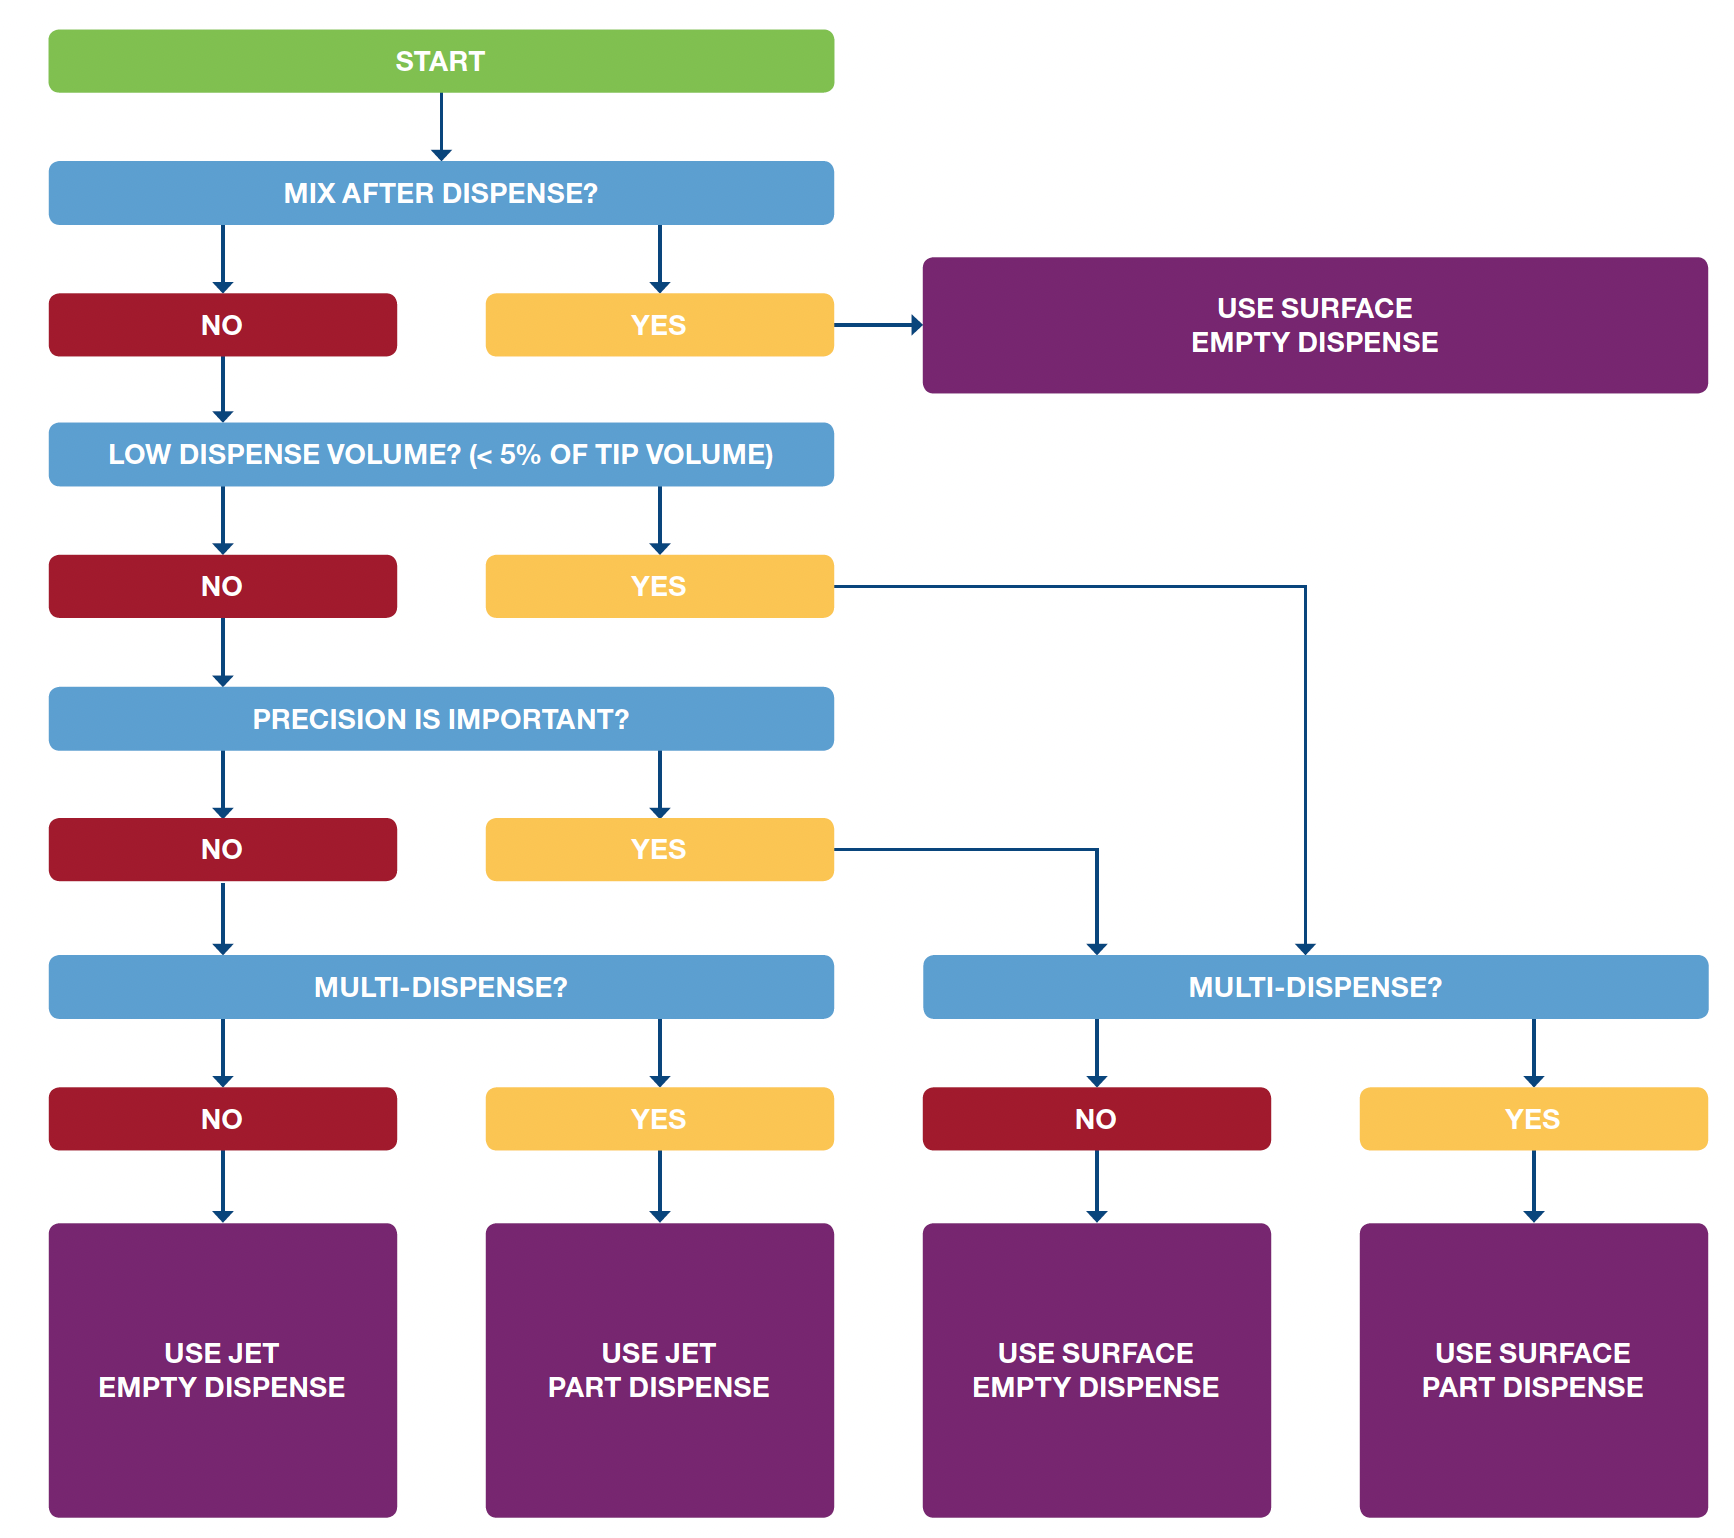 START
MIX AFTER DISPENSE?
NO
YES
USE SURFACE
EMPTY DISPENSE
LOW DISPENSE VOLUME? (< 5% OF TIP VOLUME)
NO
YES
PRECISION IS IMPORTANT?
NO
YES
MULTI-DISPENSE?
MULTI-DISPENSE?
NO
YES
NO
YES
USE JET
EMPTY DISPENSE
USE JET
PART DISPENSE
USE SURFACE
EMPTY DISPENSE
USE SURFACE
PART DISPENSE